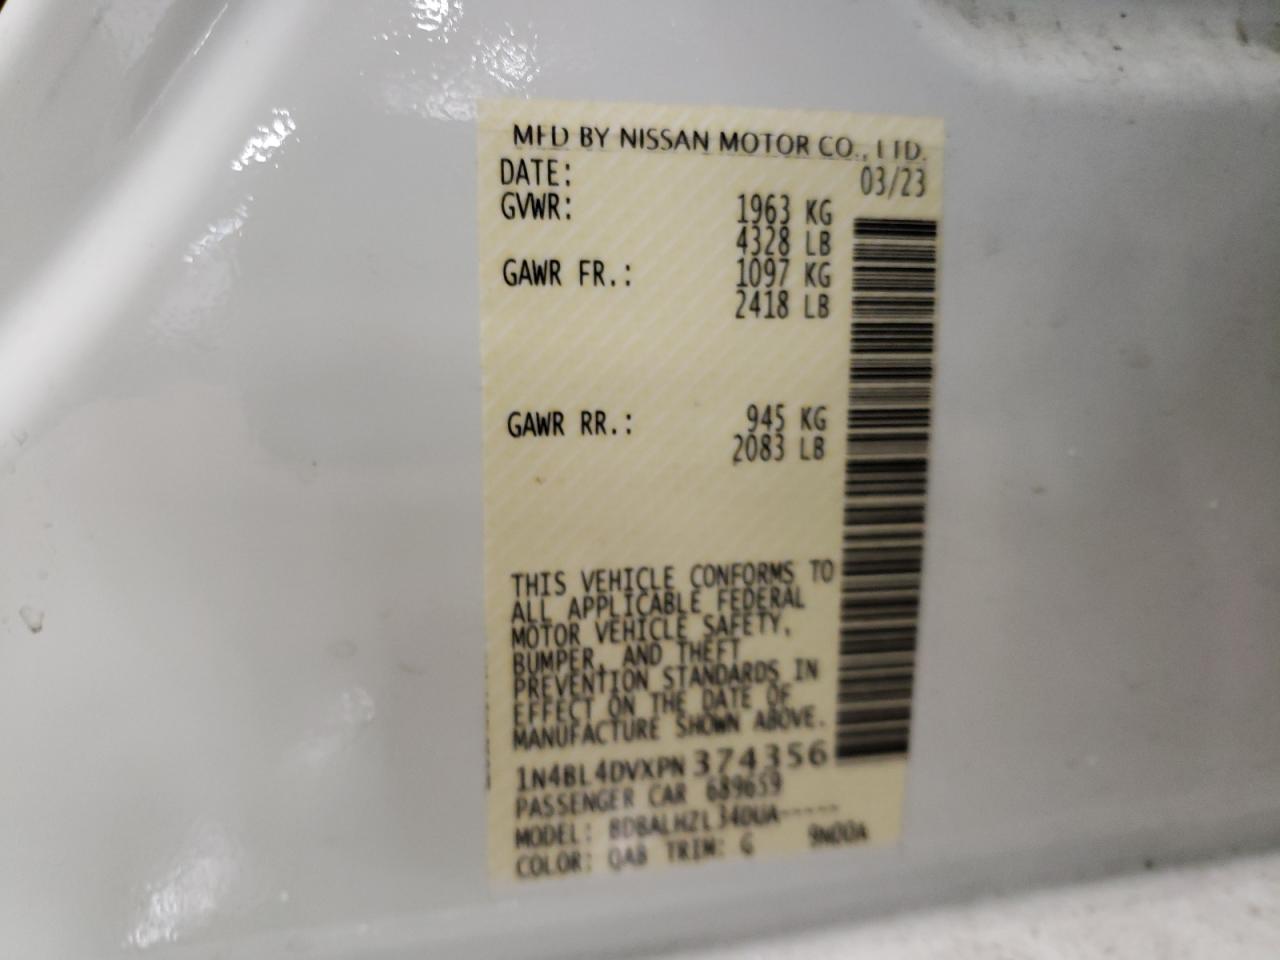 MFD BY NISSAN MOTOR CO., LTD.
DATE: 03/23
GVWR: 1963 KG
4328 LB
GAWR FR.: 1097 KG
2418 LB
GAWR RR.: 945 KG
2083 LB
THIS VEHICLE CONFORMS TO
ALL APPLICABLE FEDERAL
MOTOR VEHICLE SAFETY,
BUMPER, AND THEFT
PREVENTION STANDARDS IN
EFFECT ON THE DATE OF
MANUFACTURE SHOWN ABOVE.
1N4BL4DVXPN374356
PASSENGER CAR 689659
MODEL: BDBALHZL34DUA-----
COLOR: QAB TRIM: G 9N00A